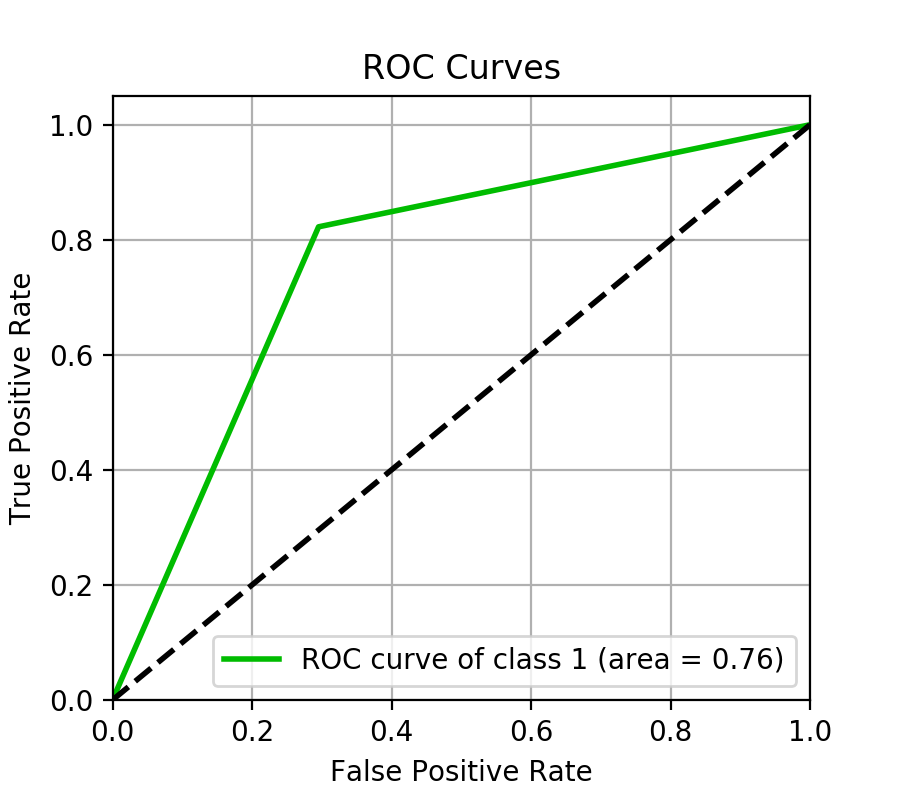 ROC Curves
1.0
0.8
0.6
0.4
0.2
0.0
True Positive Rate
ROC curve of class 1 (area = 0.76)
0.0 0.2 0.4 0.6 0.8 1.0
False Positive Rate